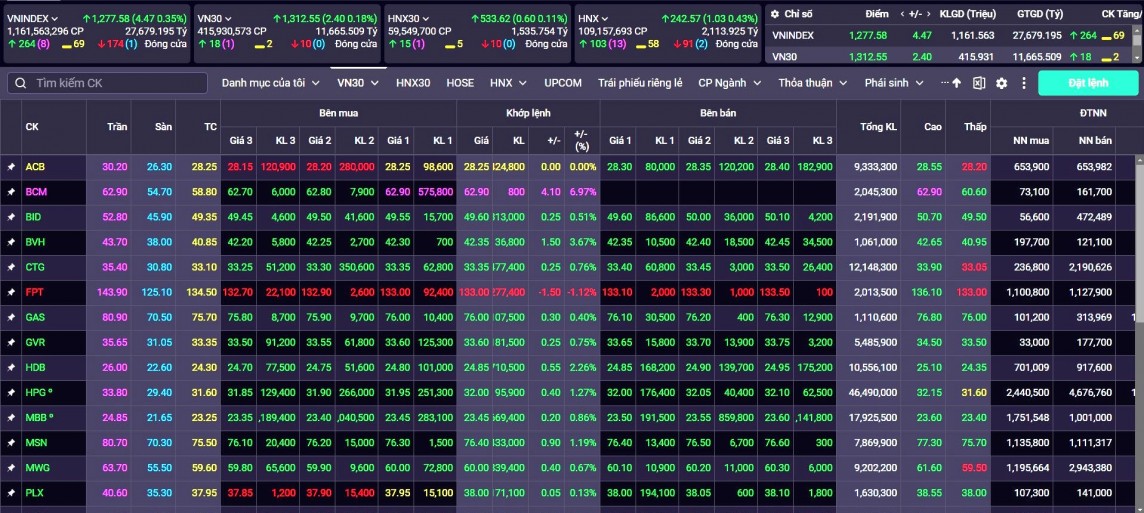 VNINDEX ↑1,277.58 (4.47 0.35%)
1,161,563,296 CP 27,679.195 Tỷ
↑264 (8) 69 ↓174 (1) Đóng cửa
VN30 ↑1,312.55 (2.40 0.18%)
415,930,573 CP 11,665.509 Tỷ
↑18 (1) 2 ↓10 (0) Đóng cửa
HNX30 ↑533.62 (0.60 0.11%)
59,549,700 CP 1,535.754 Tỷ
↑15 (1) 5 ↓10 (0) Đóng cửa
HNX ↑242.57 (1.03 0.43%)
109,157,693 CP 2,113.925 Tỷ
↑103 (13) 58 ↓91 (2) Đóng cửa
Chỉ số Điểm < +/- > KLGD (Triệu) GTGD (Tỷ) CK Tăng/
VNINDEX 1,277.58 4.47 1,161.563 27,679.195 ↑264 69
VN30 1,312.55 2.40 415.931 11,665.509 ↑18 2
Tìm kiếm CK Danh mục của tôi VN30 HNX30 HOSE HNX UPCOM Trái phiếu riêng lẻ CP Ngành Thỏa thuận Phái sinh ... Đặt lệnh
CK Trần Sàn TC Bên mua Khớp lệnh Bên bán Tổng KL Cao Thấp ĐTNN
Giá 3 KL 3 Giá 2 KL 2 Giá 1 KL 1 Giá KL +/- +/- (%) Giá 1 KL 1 Giá 2 KL 2 Giá 3 KL 3 NN mua NN bán
ACB 30.20 26.30 28.25 28.15 120,900 28.20 280,000 28.25 98,600 28.25 424,800 0.00 0.00% 28.30 80,000 28.35 120,200 28.40 182,900 9,333,300 28.55 28.20 653,900 653,982
BCM 62.90 54.70 58.80 62.70 6,000 62.80 7,900 62.90 575,800 62.90 800 4.10 6.97% 2,045,300 62.90 60.60 73,100 161,700
BID 52.80 45.90 49.35 49.45 4,600 49.50 41,600 49.55 15,700 49.60 13,000 0.25 0.51% 49.60 86,600 50.00 36,000 50.10 4,200 2,191,900 50.70 49.50 56,600 472,489
BVH 43.70 38.00 40.85 42.20 5,800 42.25 2,700 42.30 700 42.35 36,800 1.50 3.67% 42.35 10,500 42.40 18,500 42.45 34,500 1,061,000 42.65 40.95 197,700 121,100
CTG 35.40 30.80 33.10 33.25 51,200 33.30 350,600 33.35 62,800 33.35 77,400 0.25 0.76% 33.40 60,800 33.45 3,000 33.50 26,400 12,148,300 33.90 33.05 236,800 2,190,626
FPT 143.90 125.10 134.50 132.70 22,100 132.90 2,600 133.00 92,400 133.00 77,400 -1.50 -1.12% 133.10 2,000 133.30 1,000 133.50 100 2,013,500 136.10 133.00 1,100,800 1,127,900
GAS 80.90 70.50 75.70 75.80 8,700 75.90 9,700 76.00 10,400 76.00 07,500 0.30 0.40% 76.10 30,500 76.20 400 76.30 12,900 1,110,600 76.80 76.00 101,200 313,969
GVR 35.65 31.05 33.35 33.50 91,200 33.55 61,800 33.60 125,300 33.60 81,500 0.25 0.75% 33.65 15,800 33.70 13,900 33.75 3,200 5,485,900 34.50 33.50 33,000 177,700
HDB 26.00 22.60 24.30 24.70 77,500 24.75 51,600 24.80 101,000 24.85 10,500 0.55 2.26% 24.85 168,200 24.90 139,700 24.95 175,200 10,556,100 25.10 24.35 701,009 917,600
HPG º 33.80 29.40 31.60 31.85 129,400 31.90 266,000 31.95 251,300 32.00 95,900 0.40 1.27% 32.00 176,400 32.05 40,400 32.10 62,500 46,490,000 32.15 31.60 2,440,500 4,676,760
MBB º 24.85 21.65 23.25 23.35 ,189,400 23.40 ,040,500 23.45 283,100 23.45 69,400 0.20 0.86% 23.50 191,500 23.55 859,800 23.60 ,141,800 17,925,500 23.60 23.40 1,751,548 1,001,000
MSN 80.70 70.30 75.50 76.10 20,400 76.20 15,000 76.30 1,500 76.40 33,000 0.90 1.19% 76.40 13,400 76.50 6,700 76.60 300 7,869,900 77.30 75.70 1,135,800 1,111,317
MWG 63.70 55.50 59.60 59.80 65,600 59.90 9,600 60.00 72,800 60.00 39,400 0.40 0.67% 60.10 10,900 60.20 11,000 60.30 6,000 9,202,200 61.60 59.50 1,195,664 2,943,380
PLX 40.60 35.30 37.95 37.85 1,200 37.90 15,400 37.95 15,100 38.00 71,100 0.05 0.13% 38.00 194,100 38.05 600 38.10 1,800 1,630,300 38.55 38.00 107,300 141,000